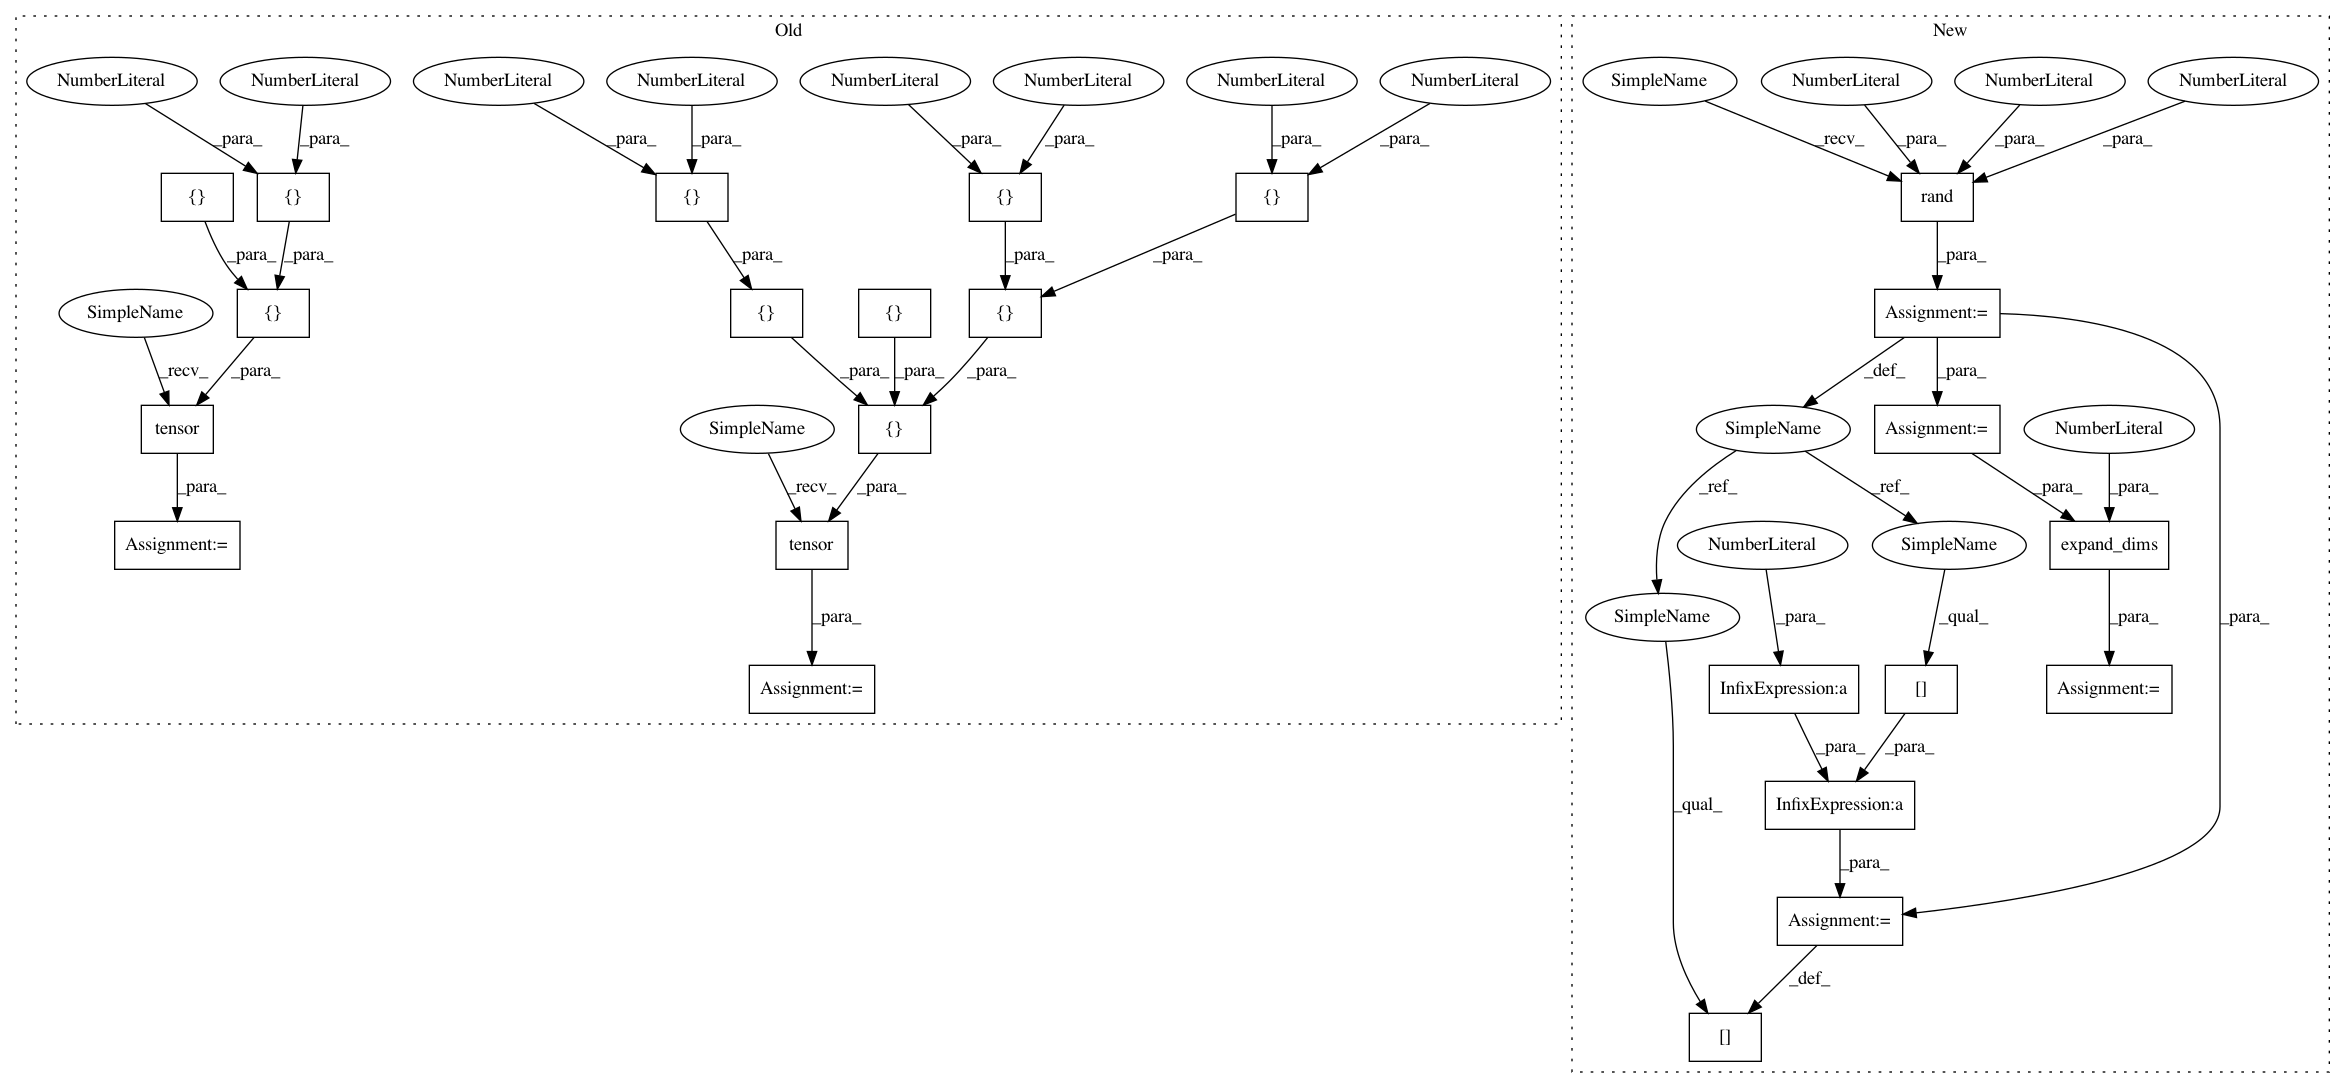 Old New
NumberLiteral NumberLiteral NumberLiteral NumberLiteral NumberLiteral NumberLiteral NumberLiteral NumberLiteral SimpleName NumberLiteral NumberLiteral NumberLiteral
_para_ _para_ _para_ _para_ _para_ _para_ _para_ _para_ _recv_ _para_ _para_ _para_
{} {} {} {} {} rand
_para_ _para_ _para_ _para_ _para_ _para_
SimpleName {} {} {} {} Assignment:=
_recv_ _para_ _para_ _para_ _para_ _def_ _para_
tensor SimpleName {} SimpleName Assignment:= NumberLiteral
_para_ _recv_ _para_ _ref_ _ref_ _para_ _para_
Assignment:= tensor NumberLiteral SimpleName expand_dims
_para_ SimpleName _para_ _qual_ _para_ _para_
Assignment:= InfixExpression:a [] Assignment:=
_para_ _para_
_qual_ InfixExpression:a
_para_
Assignment:=
_def_
[]